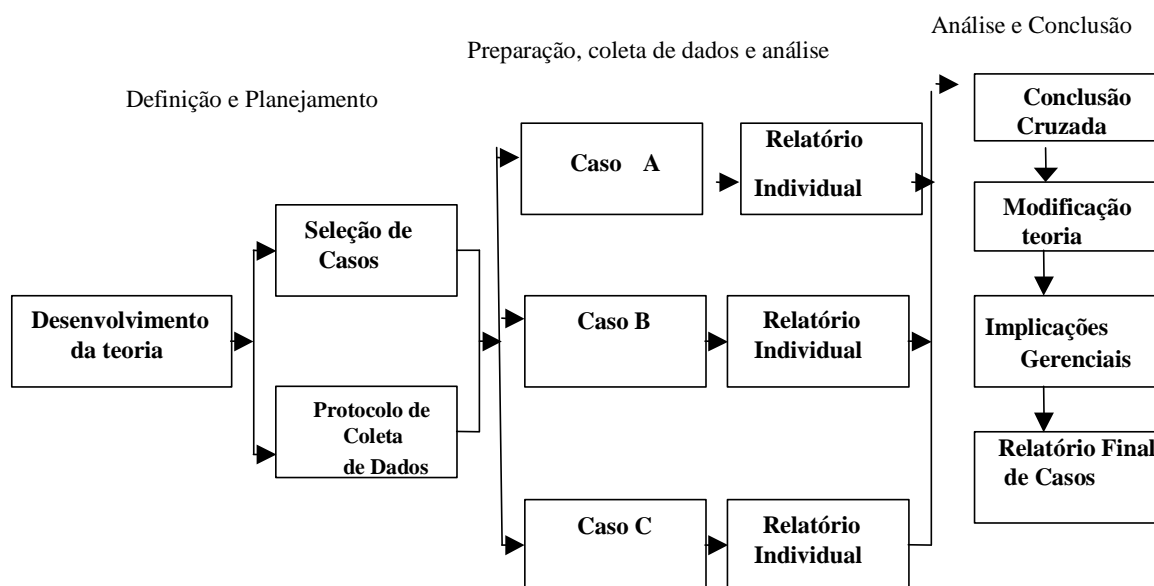 Análise e Conclusão
Preparação, coleta de dados e análise
Definição e Planejamento
Desenvolvimento
da teoria
Seleção de
Casos
Protocolo de
Coleta
de Dados
Caso A
Relatório
Individual
Caso B
Relatório
Individual
Caso C
Relatório
Individual
Conclusão
Cruzada
Modificação
teoria
Implicações
Gerenciais
Relatório Final
de Casos